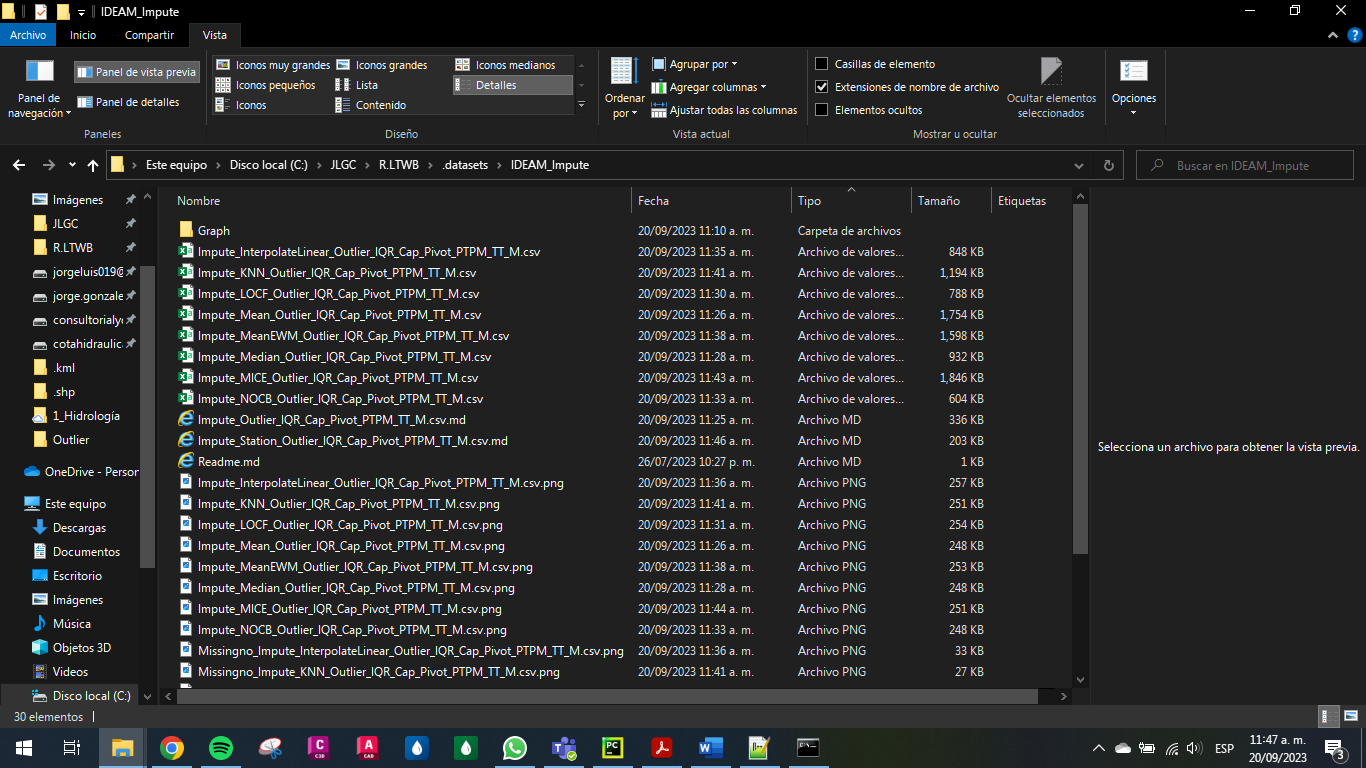 IDEAM_Impute
Archivo Inicio Compartir Vista
Panel de navegación
Panel de vista previa
Panel de detalles
Paneles
Iconos muy grandes Iconos grandes Iconos medianos
Iconos pequeños Lista Detalles
Iconos Contenido
Diseño
Ordenar por
Agrupar por
Agregar columnas
Ajustar todas las columnas
Vista actual
Casillas de elemento
Extensiones de nombre de archivo
Elementos ocultos
Ocultar elementos seleccionados
Mostrar u ocultar
Opciones
Este equipo Disco local (C:) JLGC R.LTWB .datasets IDEAM_Impute
Buscar en IDEAM_Impute
Imágenes
JLGC
R.LTWB
jorgeluis019@
jorge.gonzale
consultorialy
cotahidraulica
.kml
.shp
1_Hidrología
Outlier
OneDrive - Person
Este equipo
Descargas
Documentos
Escritorio
Imágenes
Música
Objetos 3D
Videos
Disco local (C:)
Nombre Fecha Tipo Tamaño Etiquetas
Graph 20/09/2023 11:10 a. m. Carpeta de archivos
Impute_InterpolateLinear_Outlier_IQR_Cap_Pivot_PTPM_TT_M.csv 20/09/2023 11:35 a. m. Archivo de valores... 848 KB
Impute_KNN_Outlier_IQR_Cap_Pivot_PTPM_TT_M.csv 20/09/2023 11:41 a. m. Archivo de valores... 1,194 KB
Impute_LOCF_Outlier_IQR_Cap_Pivot_PTPM_TT_M.csv 20/09/2023 11:30 a. m. Archivo de valores... 788 KB
Impute_Mean_Outlier_IQR_Cap_Pivot_PTPM_TT_M.csv 20/09/2023 11:26 a. m. Archivo de valores... 1,754 KB
Impute_MeanEWM_Outlier_IQR_Cap_Pivot_PTPM_TT_M.csv 20/09/2023 11:38 a. m. Archivo de valores... 1,598 KB
Impute_Median_Outlier_IQR_Cap_Pivot_PTPM_TT_M.csv 20/09/2023 11:28 a. m. Archivo de valores... 932 KB
Impute_MICE_Outlier_IQR_Cap_Pivot_PTPM_TT_M.csv 20/09/2023 11:43 a. m. Archivo de valores... 1,846 KB
Impute_NOCB_Outlier_IQR_Cap_Pivot_PTPM_TT_M.csv 20/09/2023 11:33 a. m. Archivo de valores... 604 KB
Impute_Outlier_IQR_Cap_Pivot_PTPM_TT_M.csv.md 20/09/2023 11:25 a. m. Archivo MD 336 KB
Impute_Station_Outlier_IQR_Cap_Pivot_PTPM_TT_M.csv.md 20/09/2023 11:46 a. m. Archivo MD 203 KB
Readme.md 26/07/2023 10:27 p. m. Archivo MD 1 KB
Impute_InterpolateLinear_Outlier_IQR_Cap_Pivot_PTPM_TT_M.csv.png 20/09/2023 11:36 a. m. Archivo PNG 257 KB
Impute_KNN_Outlier_IQR_Cap_Pivot_PTPM_TT_M.csv.png 20/09/2023 11:41 a. m. Archivo PNG 251 KB
Impute_LOCF_Outlier_IQR_Cap_Pivot_PTPM_TT_M.csv.png 20/09/2023 11:31 a. m. Archivo PNG 254 KB
Impute_Mean_Outlier_IQR_Cap_Pivot_PTPM_TT_M.csv.png 20/09/2023 11:26 a. m. Archivo PNG 248 KB
Impute_MeanEWM_Outlier_IQR_Cap_Pivot_PTPM_TT_M.csv.png 20/09/2023 11:38 a. m. Archivo PNG 253 KB
Impute_Median_Outlier_IQR_Cap_Pivot_PTPM_TT_M.csv.png 20/09/2023 11:28 a. m. Archivo PNG 248 KB
Impute_MICE_Outlier_IQR_Cap_Pivot_PTPM_TT_M.csv.png 20/09/2023 11:44 a. m. Archivo PNG 251 KB
Impute_NOCB_Outlier_IQR_Cap_Pivot_PTPM_TT_M.csv.png 20/09/2023 11:33 a. m. Archivo PNG 248 KB
Missingno_Impute_InterpolateLinear_Outlier_IQR_Cap_Pivot_PTPM_TT_M.csv.png 20/09/2023 11:36 a. m. Archivo PNG 33 KB
Missingno_Impute_KNN_Outlier_IQR_Cap_Pivot_PTPM_TT_M.csv.png 20/09/2023 11:41 a. m. Archivo PNG 27 KB
Selecciona un archivo para obtener la vista previa.
30 elementos
ESP
11:47 a. m.
20/09/2023
3